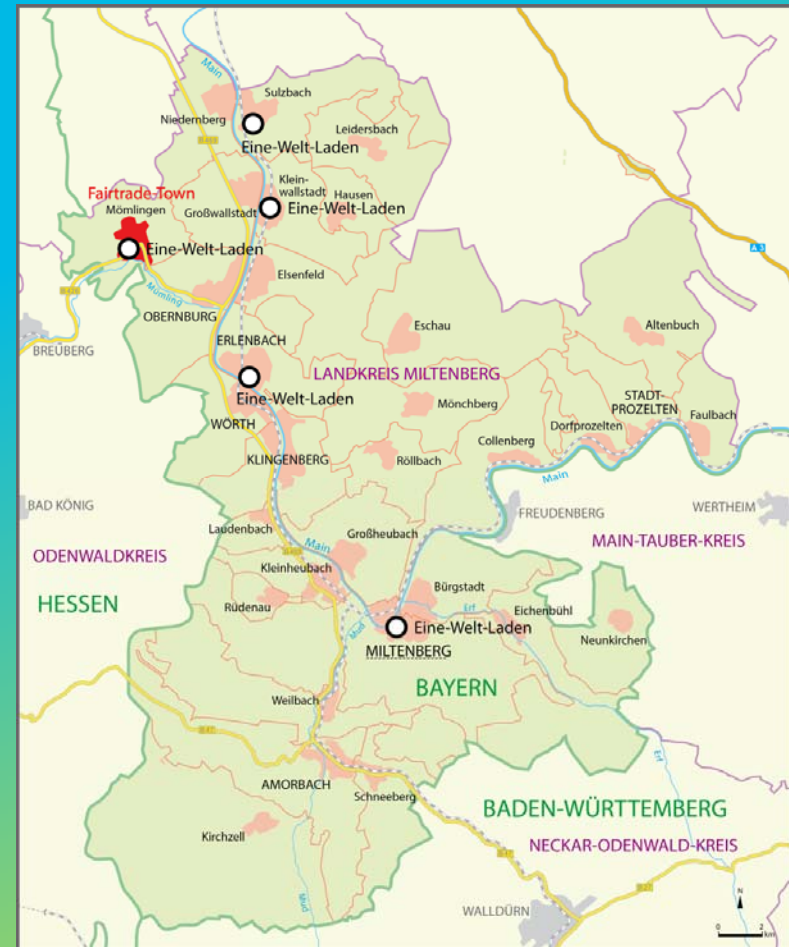 Main
Sulzbach
Niedernberg
Eine-Welt-Laden
Leidersbach
Klein-
wallstadt
Hausen
Fairtrade-Town
Mömlingen
Großwallstadt
Eine-Welt-Laden
Eine-Welt-Laden
A 3
Elsenfeld
Mömling
OBERNBURG
Eschau
Altenbuch
ERLENBACH
BREUBERG
LANDKREIS MILTENBERG
Eine-Welt-Laden
Mönchberg
STADT-
PROZELTEN
Faulbach
WÖRTH
Dorfprozelten
Collenberg
KLINGENBERG
Röllbach
Main
BAD KÖNIG
FREUDENBERG
WERTHEIM
Laudenbach
Großheubach
Main
MAIN-TAUBER-KREIS
ODENWALDKREIS
Kleinheubach
HESSEN
Rüdenau
Bürgstadt
Erf
Eichenbühl
Mud
Eine-Welt-Laden
Neunkirchen
MILTENBERG
BAYERN
Weilbach
Erf
AMORBACH
Schneeberg
BADEN-WÜRTTEMBERG
Kirchzell
NECKAR-ODENWALD-KREIS
Mud
WALLDÜRN
N
0 2
km